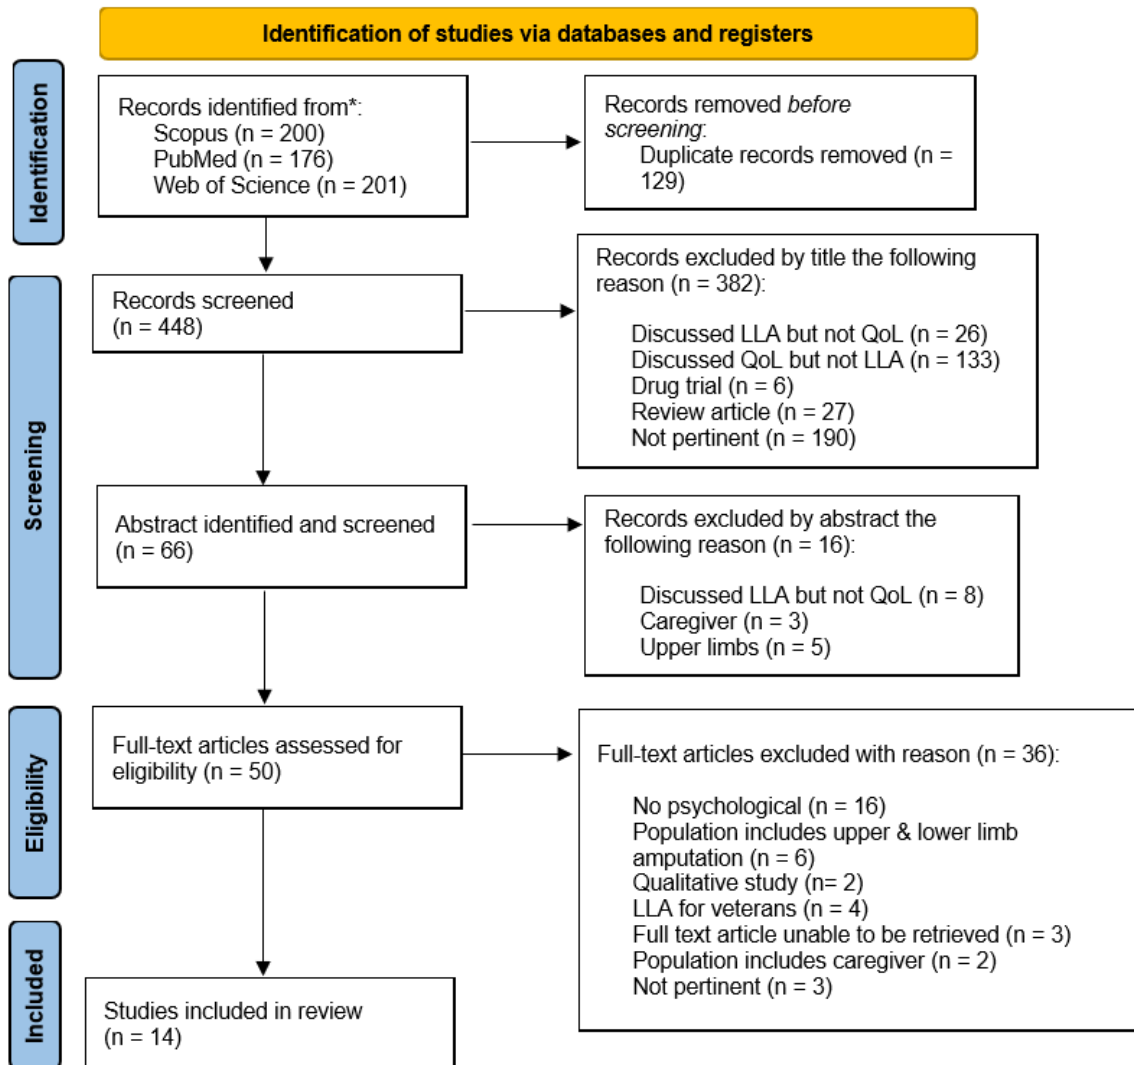 Identification of studies via databases and registers
Identification
Records identified from*:
Scopus (n = 200)
PubMed (n = 176)
Web of Science (n = 201)
Records removed before
screening:
Duplicate records removed (n =
129)
Screening
Records screened
(n = 448)
Records excluded by title the following
reason (n = 382):
Discussed LLA but not QoL (n = 26)
Discussed QoL but not LLA (n = 133)
Drug trial (n = 6)
Review article (n = 27)
Not pertinent (n = 190)
Abstract identified and screened
(n = 66)
Records excluded by abstract the
following reason (n = 16):
Discussed LLA but not QoL (n = 8)
Caregiver (n = 3)
Upper limbs (n = 5)
Eligibility
Full-text articles assessed for
eligibility (n = 50)
Full-text articles excluded with reason (n = 36):
No psychological (n = 16)
Population includes upper & lower limb
amputation (n = 6)
Qualitative study (n= 2)
LLA for veterans (n = 4)
Full text article unable to be retrieved (n = 3)
Population includes caregiver (n = 2)
Not pertinent (n = 3)
Included
Studies included in review
(n = 14)